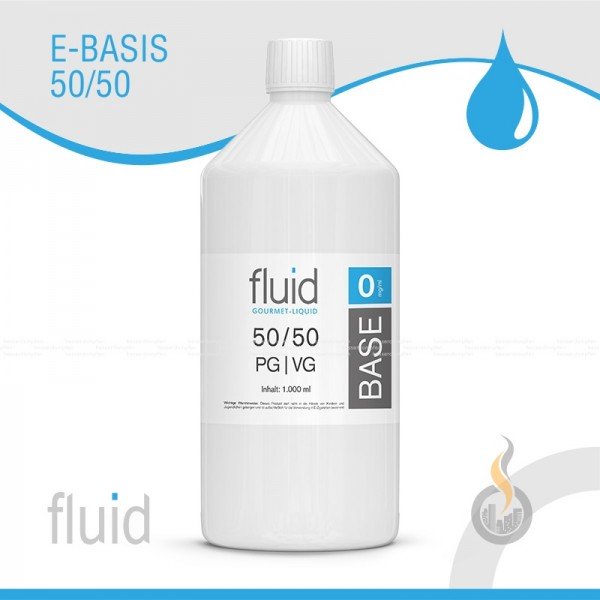 E-BASIS
50/50
fluid
GOURMET-LIQUID
50/50
PG|VG
Inhalt: 1.000 ml
0
mg/ml
BASE
fluid